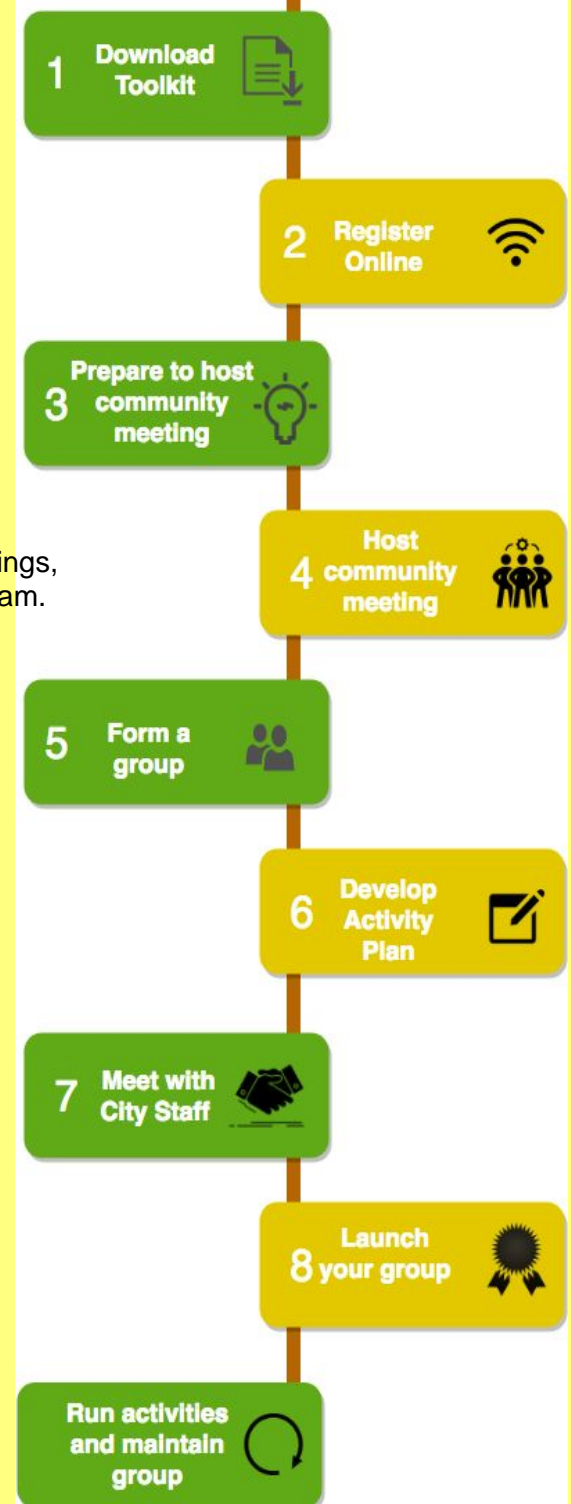 1 Download
Toolkit
2 Register
Online
Prepare to host
3 community
meeting
ings,
am.
Host
4 community
meeting
5 Form a
group
Develop
6 Activity
Plan
7 Meet with
City Staff
Launch
8 your group
Run activities
and maintain
group